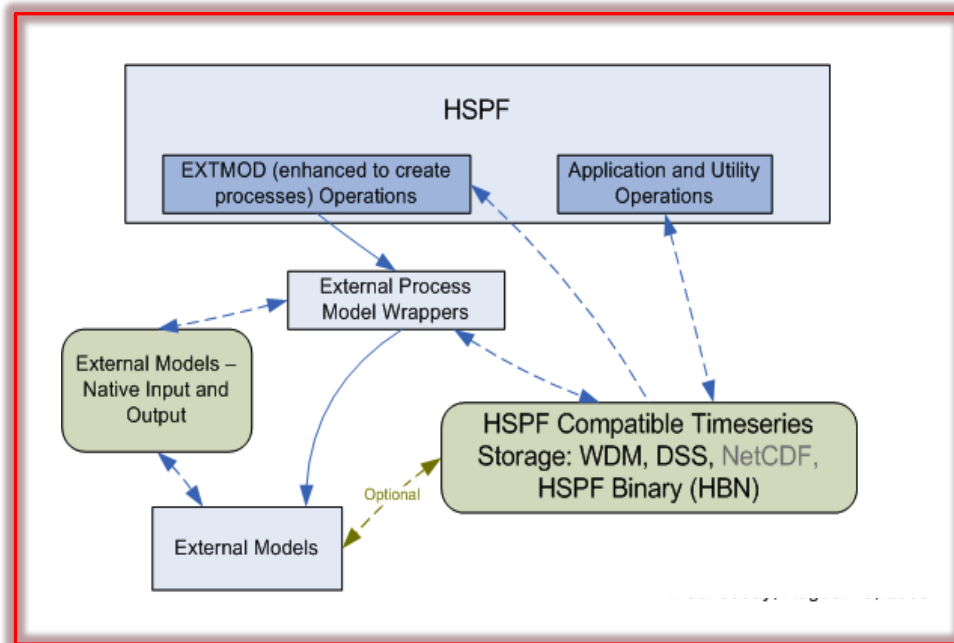 HSPF
EXTMOD (enhanced to create
processes) Operations
Application and Utility
Operations
External Process
Model Wrappers
External Models –
Native Input and
Output
HSPF Compatible Timeseries
Storage: WDM, DSS, NetCDF,
HSPF Binary (HBN)
Optional
External Models